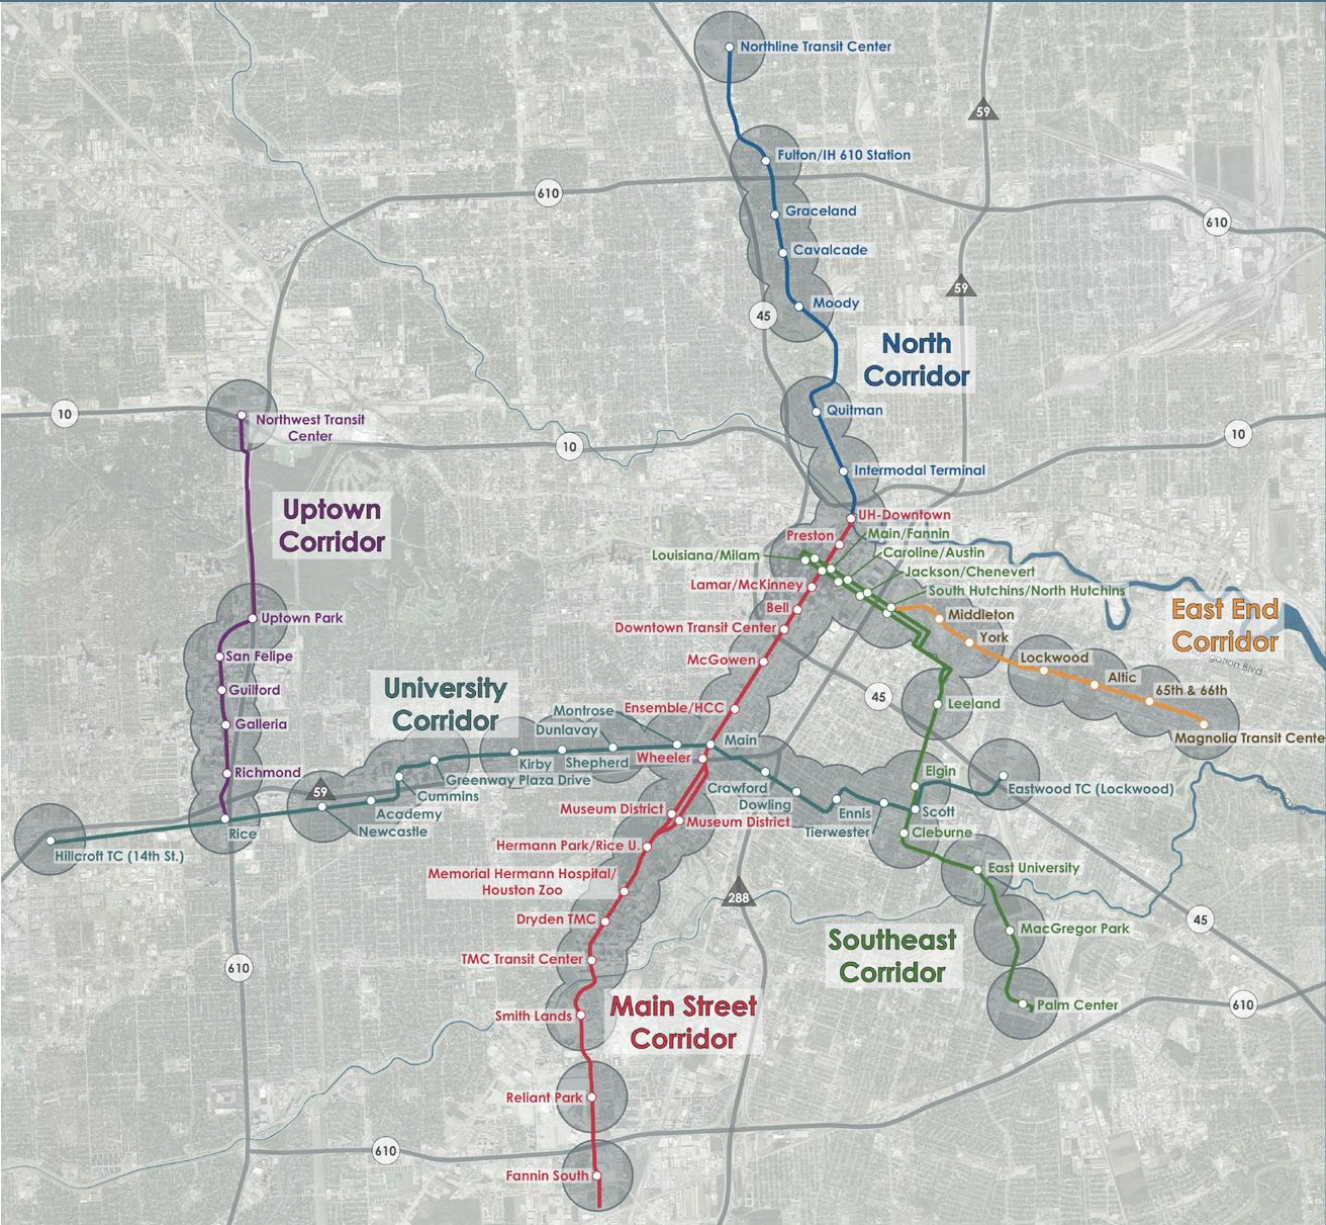 Northline Transit Center
59
Fulton/IH 610 Station
610
Graceland
610
Cavalcade
59
Moody
45
North
Corridor
10
Northwest Transit
Center
Quitman
10
10
Intermodal Terminal
Uptown
Corridor
UH-Downtown
Preston
Main/Fannin
Louisiana/Milam
Caroline/Austin
Jackson/Chenevert
Lamar/McKinney
South Hutchins/North Hutchins
Bell
Middleton
East End
Corridor
Uptown Park
Downtown Transit Center
York
San Felipe
McGowen
Lockwood
gation Blvd
Altic
Guilford
University
Corridor
65th & 66th
45
Leeland
Montrose
Ensemble/HCC
Galleria
Dunlavay
Main
Magnolia Transit Cente
Wheeler
Kirby
Shepherd
Richmond
Greenway Plaza Drive
Elgin
59
Cummins
Crawford
Eastwood TC (Lockwood)
Academy
Museum District
Dowling
Ennis
Scott
Museum District
Rice
Newcastle
Tierwester
Cleburne
Hermann Park/Rice U.
Hillcroft TC (14th St.)
Memorial Hermann Hospital/
Houston Zoo
East University
288
Dryden TMC
45
MacGregor Park
Southeast
Corridor
TMC Transit Center
610
Main Street
Corridor
Smith Lands
Palm Center
610
Reliant Park
610
Fannin South